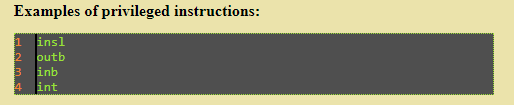 Examples of privileged instructions:
1 insl
2 outb
3 inb
4 int